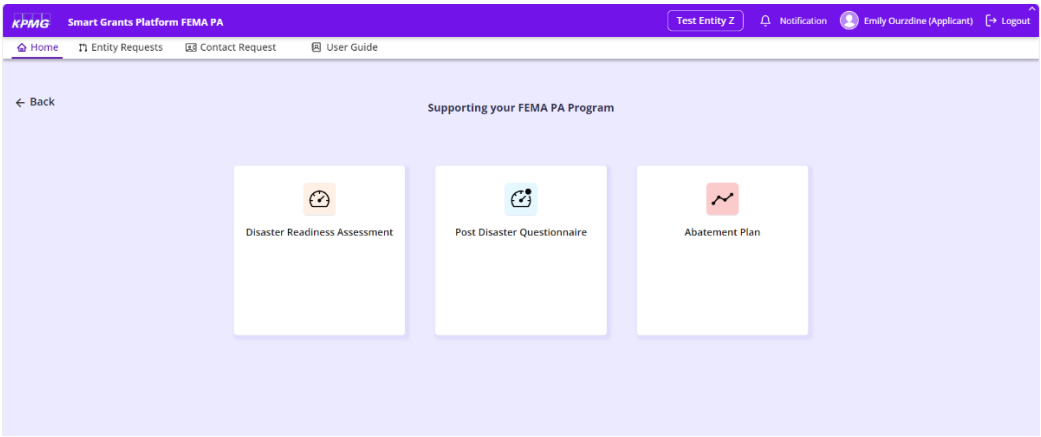 KPMG Smart Grants Platform FEMA PA Test Entity Z Notification Emily Ourzdine (Applicant) Logout
Home Entity Requests Contact Request User Guide
Back
Supporting your FEMA PA Program
Disaster Readiness Assessment
Post Disaster Questionnaire
Abatement Plan